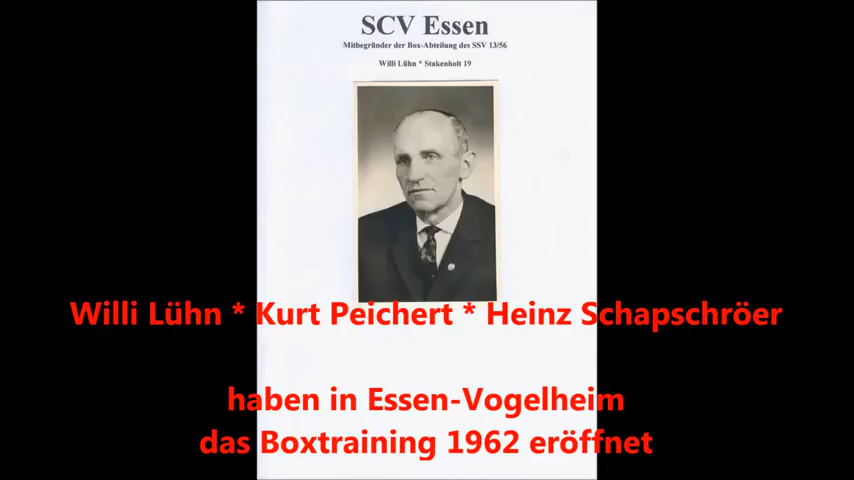 SCV Essen
Mitbegründer der Box-Abteilung des SSV 13/56
Willi Lühn * Stakenholt 19
Willi Lühn * Kurt Peichert * Heinz Schapschröer
haben in Essen-Vogelheim
das Boxtraining 1962 eröffnet